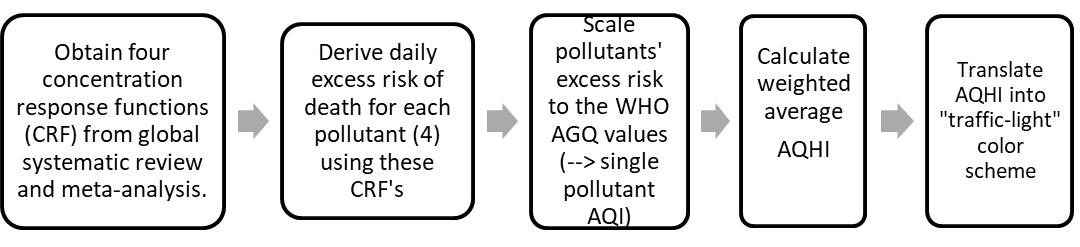 Obtain four
concentration
response functions
(CRF) from global
systematic review
and meta-analysis.
Derive daily
excess risk of
death for each
pollutant (4)
using these
CRF's
Scale
pollutants'
excess risk
to the WHO
AGQ values
(--> single
pollutant
AQI)
Calculate
weighted
average
AQHI
Translate
AQHI into
"traffic-light"
color
scheme